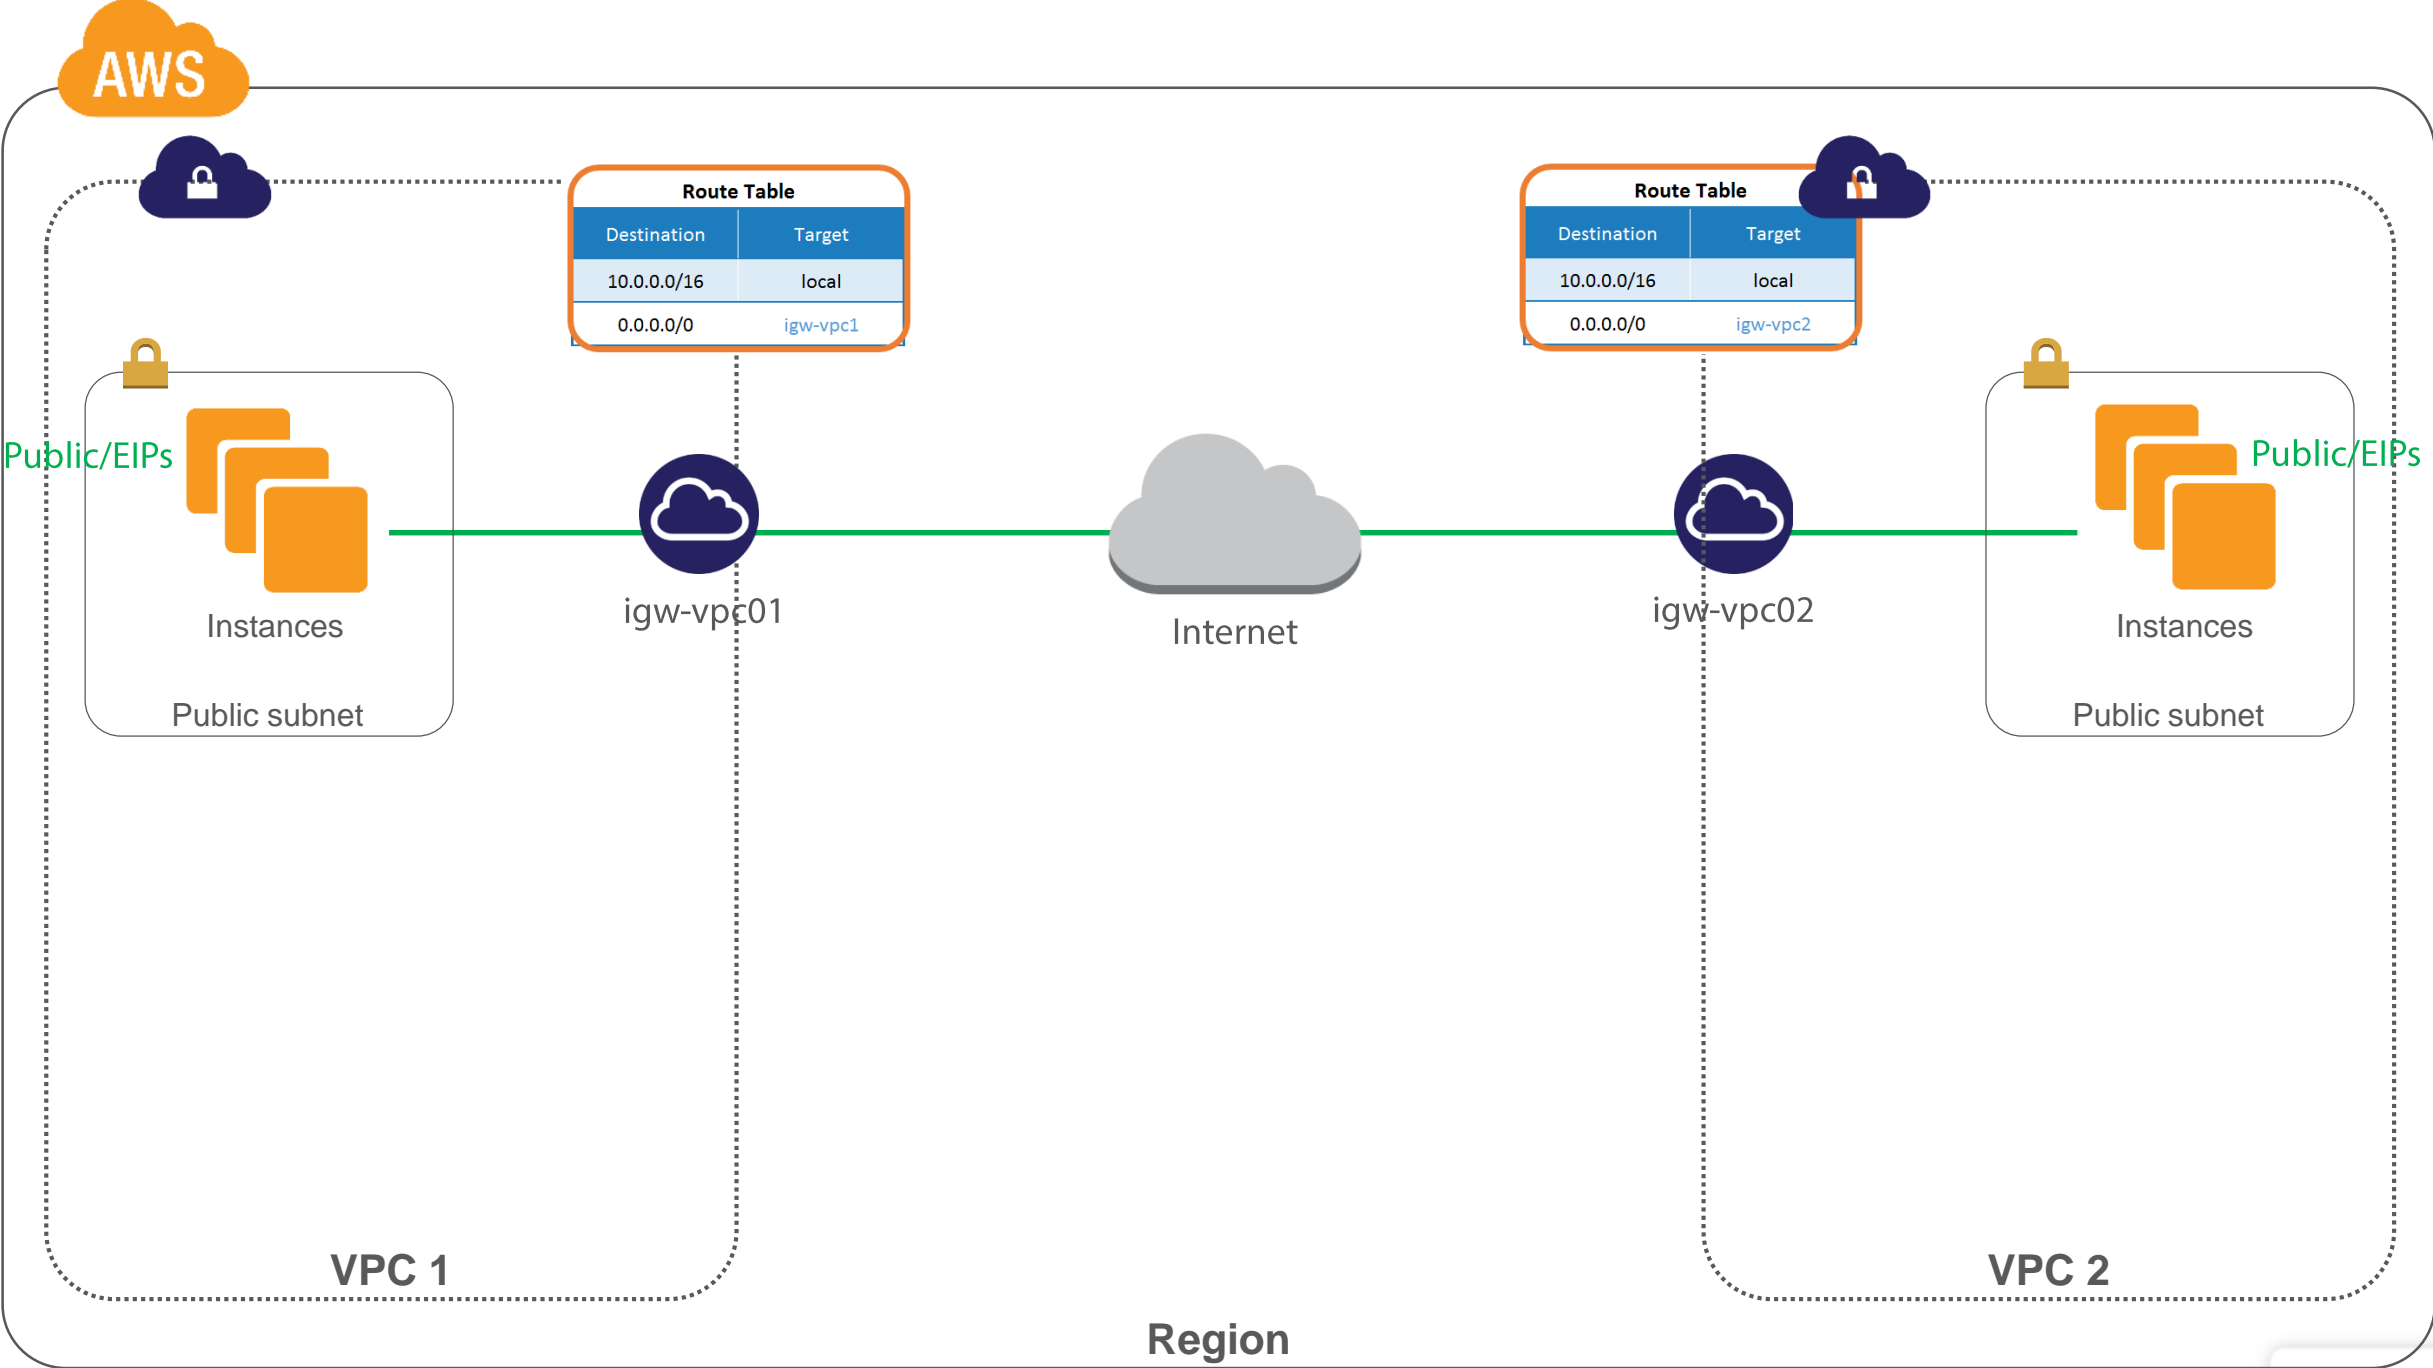 AWS
Route Table
Destination Target
10.0.0.0/16 local
0.0.0.0/0 igw-vpc1
Route Table
Destination Target
10.0.0.0/16 local
0.0.0.0/0 igw-vpc2
Public/EIPs
Public/EIPs
igw-vpc01
Internet
igw-vpc02
Instances
Instances
Public subnet
Public subnet
VPC 1
VPC 2
Region